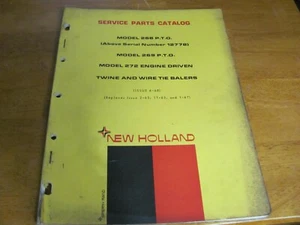 SERVICE PARTS CATALOG
MODEL 268 P.T.O.
(Above Serial Number 12776)
MODEL 269 P.T.O.
MODEL 272 ENGINE DRIVEN
TWINE AND WIRE TIE BALERS
NEW HOLLAND